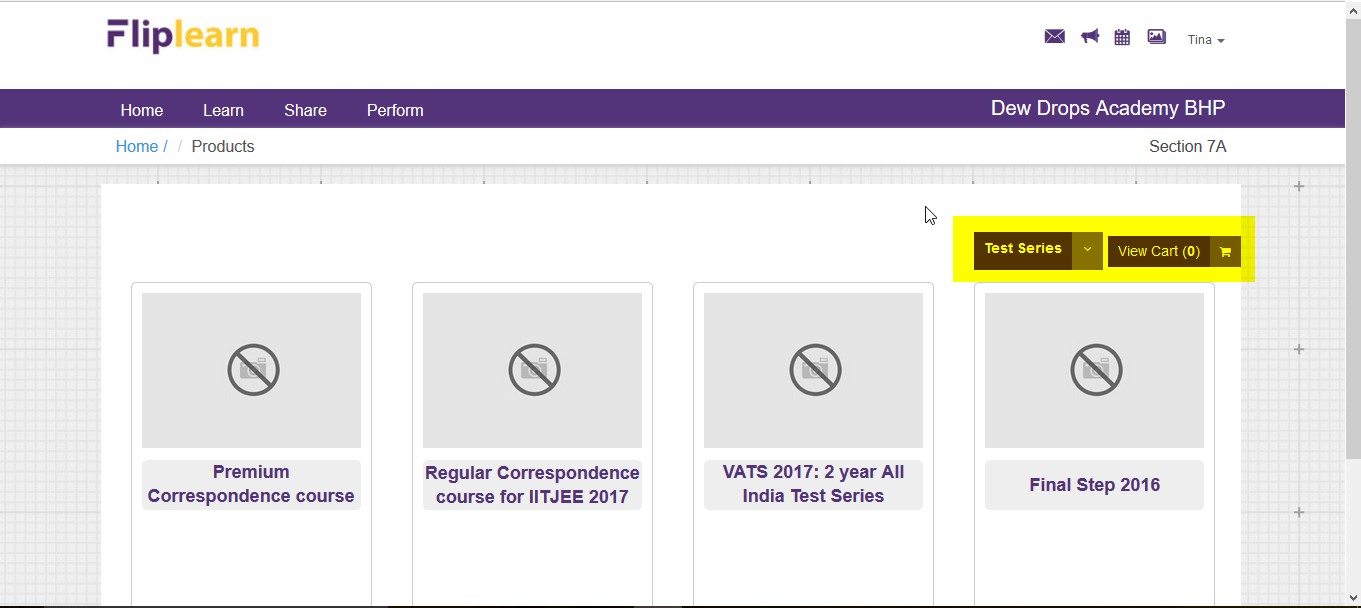 Fliplearn
Tina
Home Learn Share Perform
Dew Drops Academy BHP
Home / / Products
Section 7A
Test Series
View Cart (0)
Premium
Correspondence course
Regular Correspondence
course for IITJEE 2017
VATS 2017: 2 year All
India Test Series
Final Step 2016